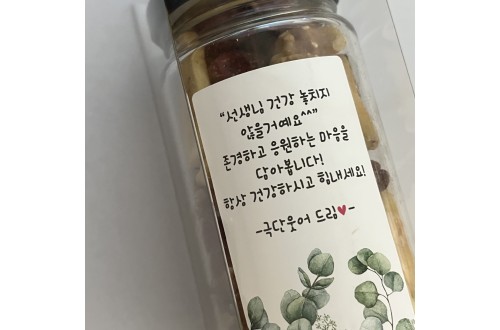 "선생님 건강 놓치지
않을거예요^^"
존경하고 응원하는 마음을
담아봅니다!
항상 건강하시고 힘내세요!
-극단웃어 드림♥-